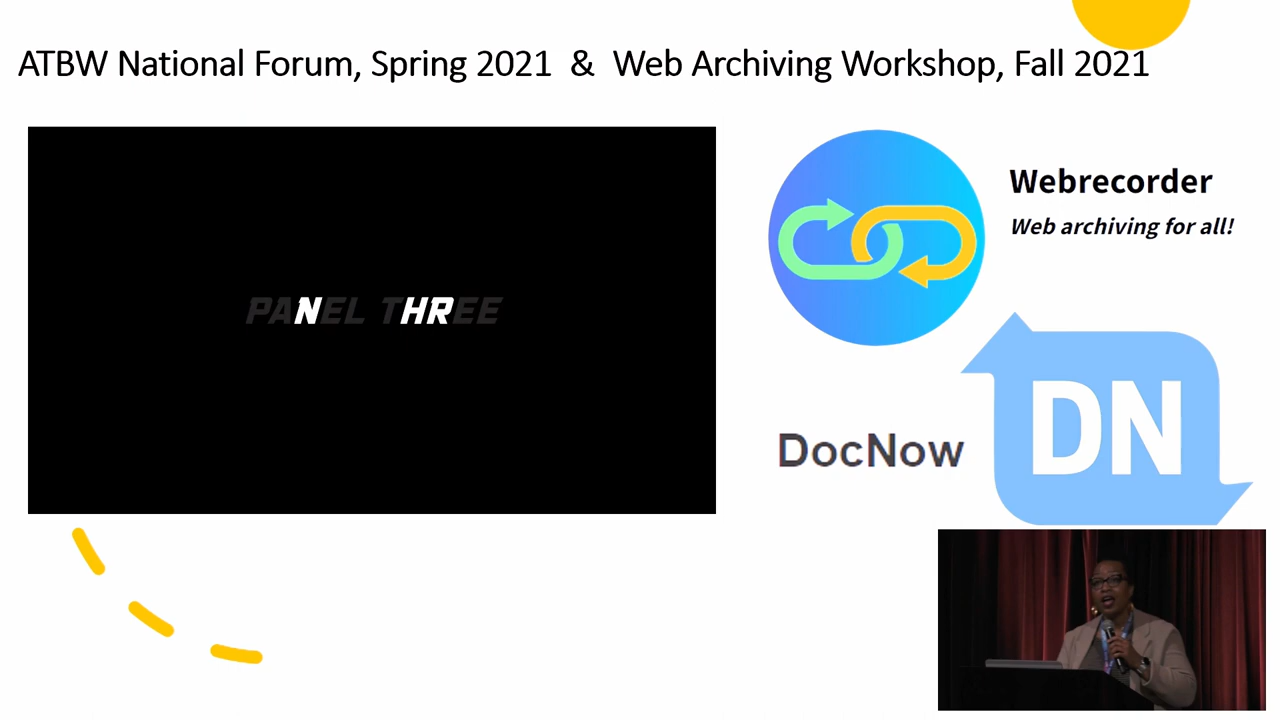 ATBW National Forum, Spring 2021 & Web Archiving Workshop, Fall 2021
PANEL THREE
Webrecorder
Web archiving for all!
DocNow
DN